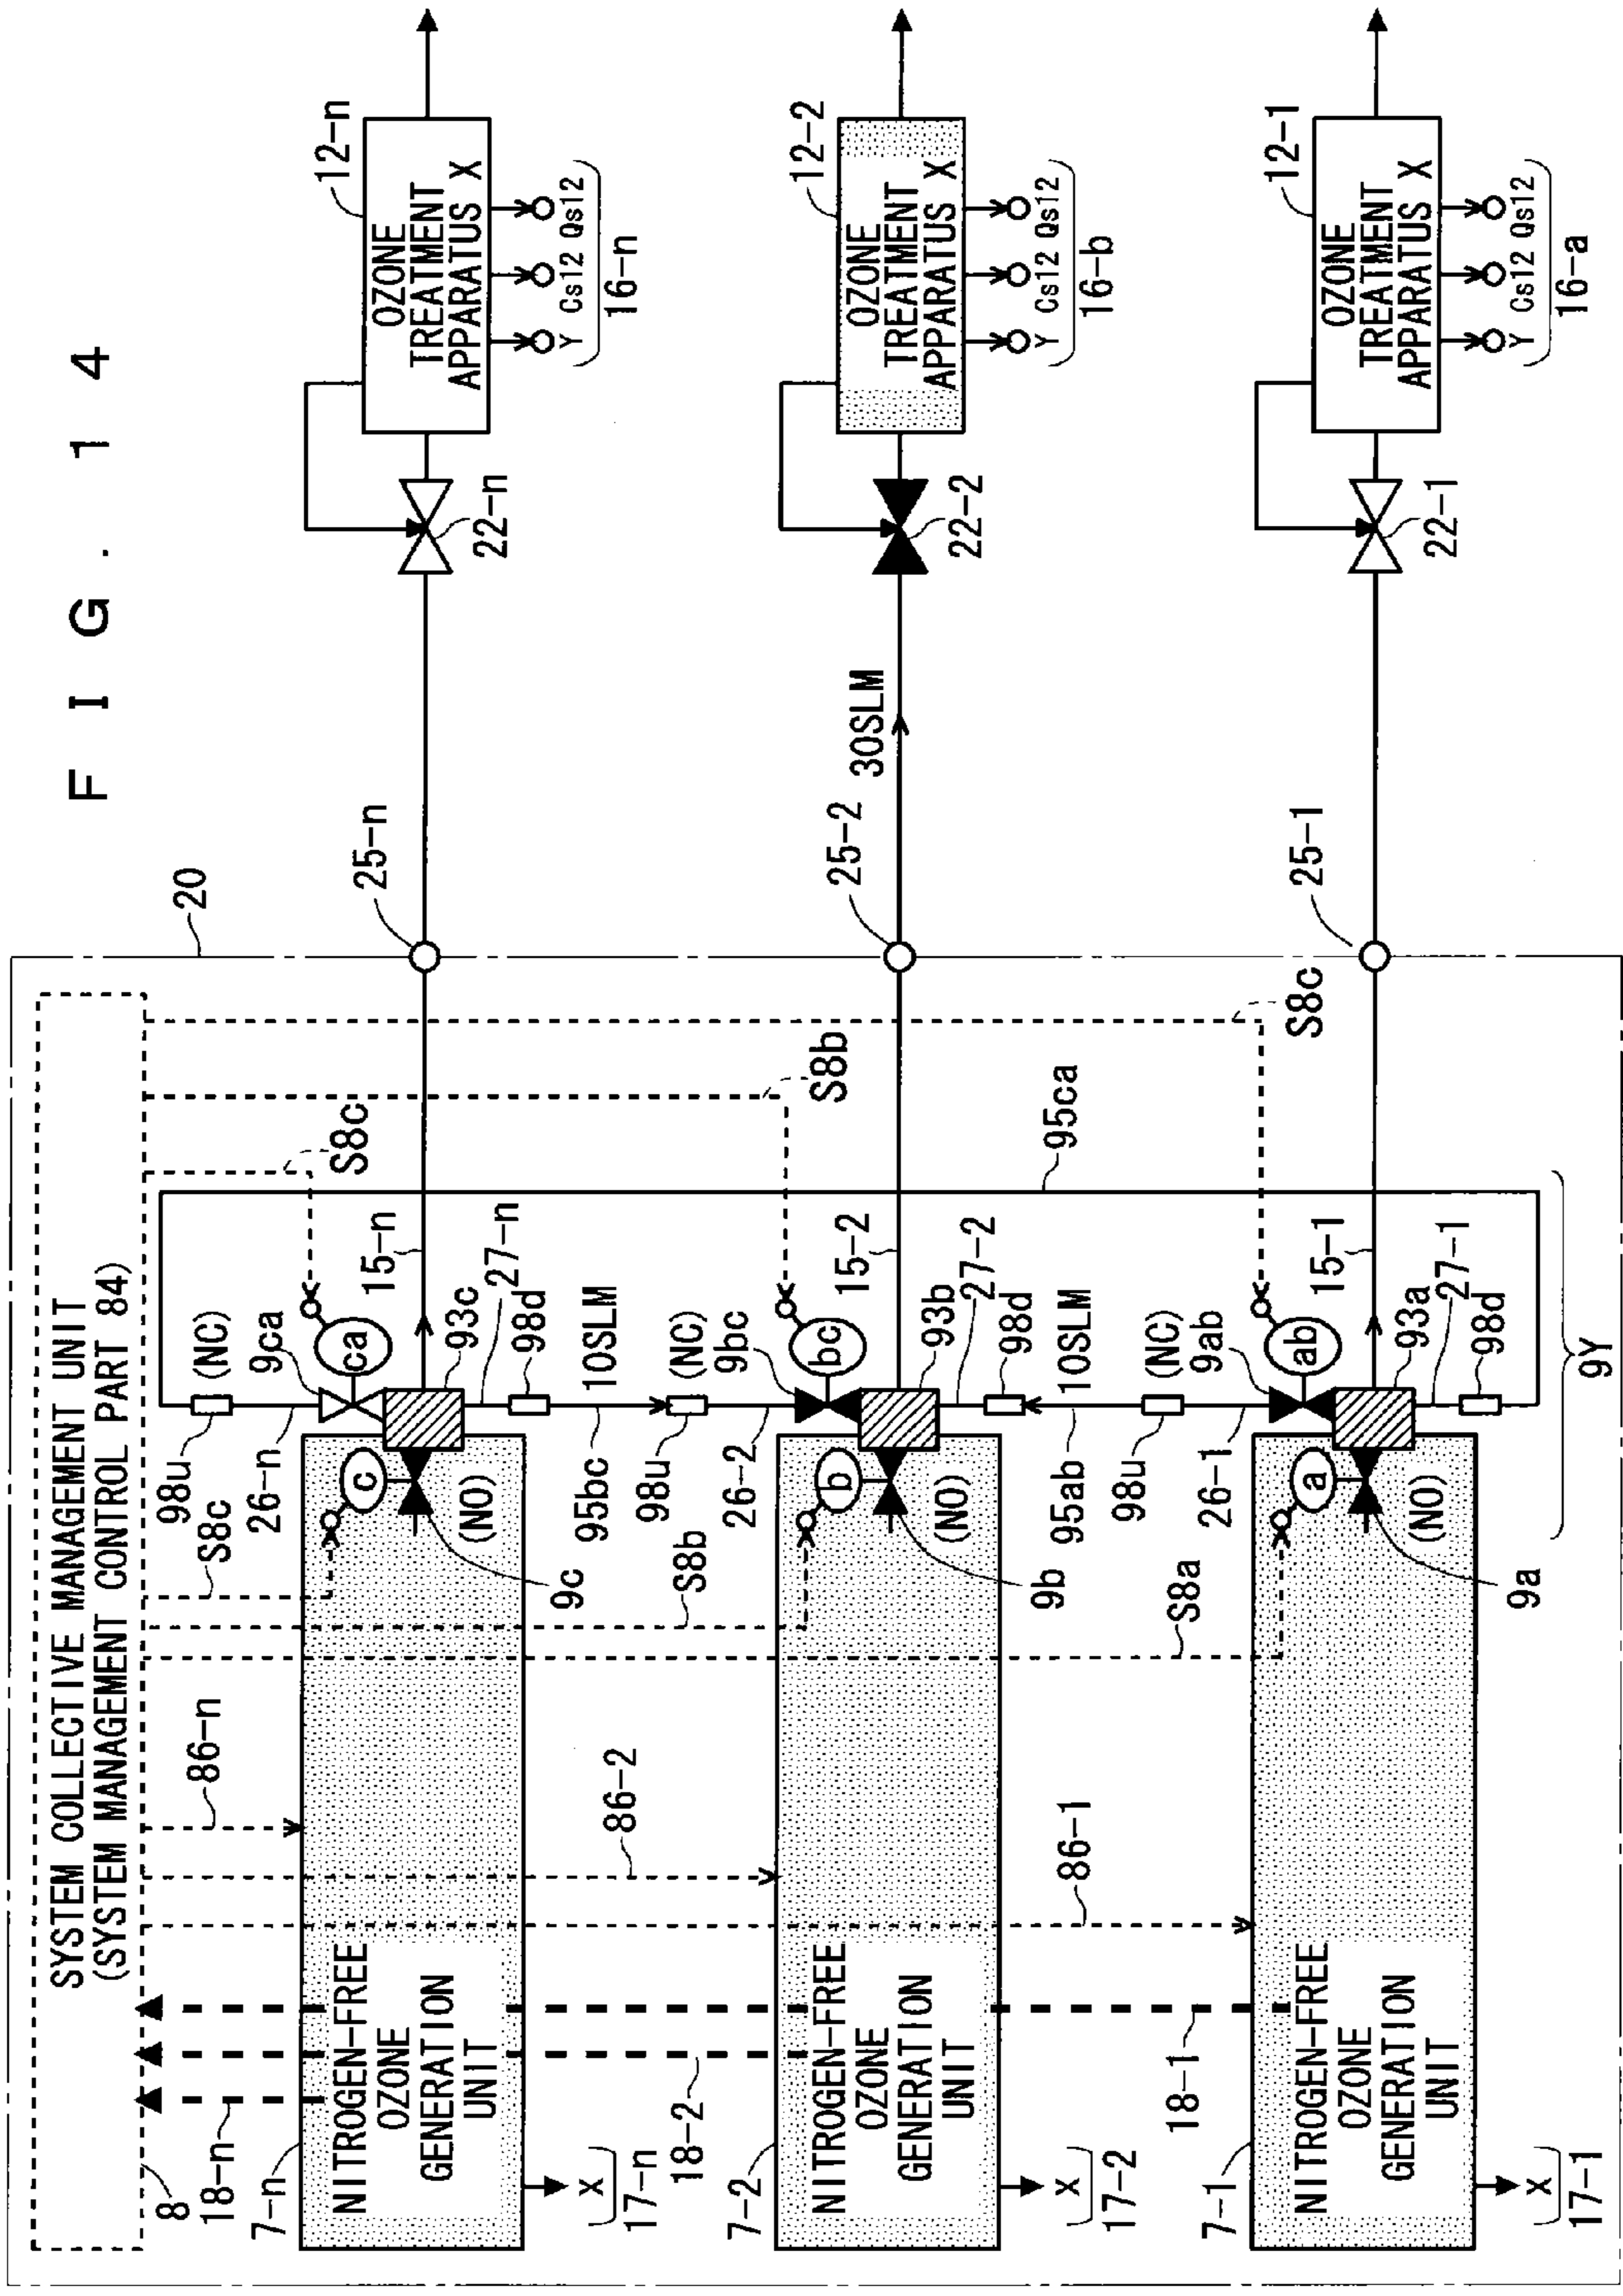 FIG. 14
20
SYSTEM COLLECTIVE MANAGEMENT UNIT
(SYSTEM MANAGEMENT CONTROL PART 84)
8
18-n
7-n
NITROGEN-FREE
OZONE
GENERATION
UNIT
X
17-n
86-n
S8c
98u
26-n
(NC)
9ca
ca
S8c
15-n
c
(NO)
9c
93c
27-n
98d
10SLM
95bc
25-n
22-n
12-n
OZONE
TREATMENT
APPARATUS X
Y Cs12 Qs12
16-n
18-2
7-2
NITROGEN-FREE
OZONE
GENERATION
UNIT
X
17-2
86-2
S8b
98u
26-2
(NC)
9bc
bc
S8b
15-2
b
(NO)
9b
93b
27-2
98d
10SLM
95ab
25-2
30SLM
22-2
12-2
OZONE
TREATMENT
APPARATUS X
Y Cs12 Qs12
16-b
18-1
7-1
NITROGEN-FREE
OZONE
GENERATION
UNIT
X
17-1
86-1
S8a
98u
26-1
(NC)
9ab
ab
S8c
95ca
15-1
a
(NO)
9a
93a
27-1
98d
9Y
25-1
22-1
12-1
OZONE
TREATMENT
APPARATUS X
Y Cs12 Qs12
16-a